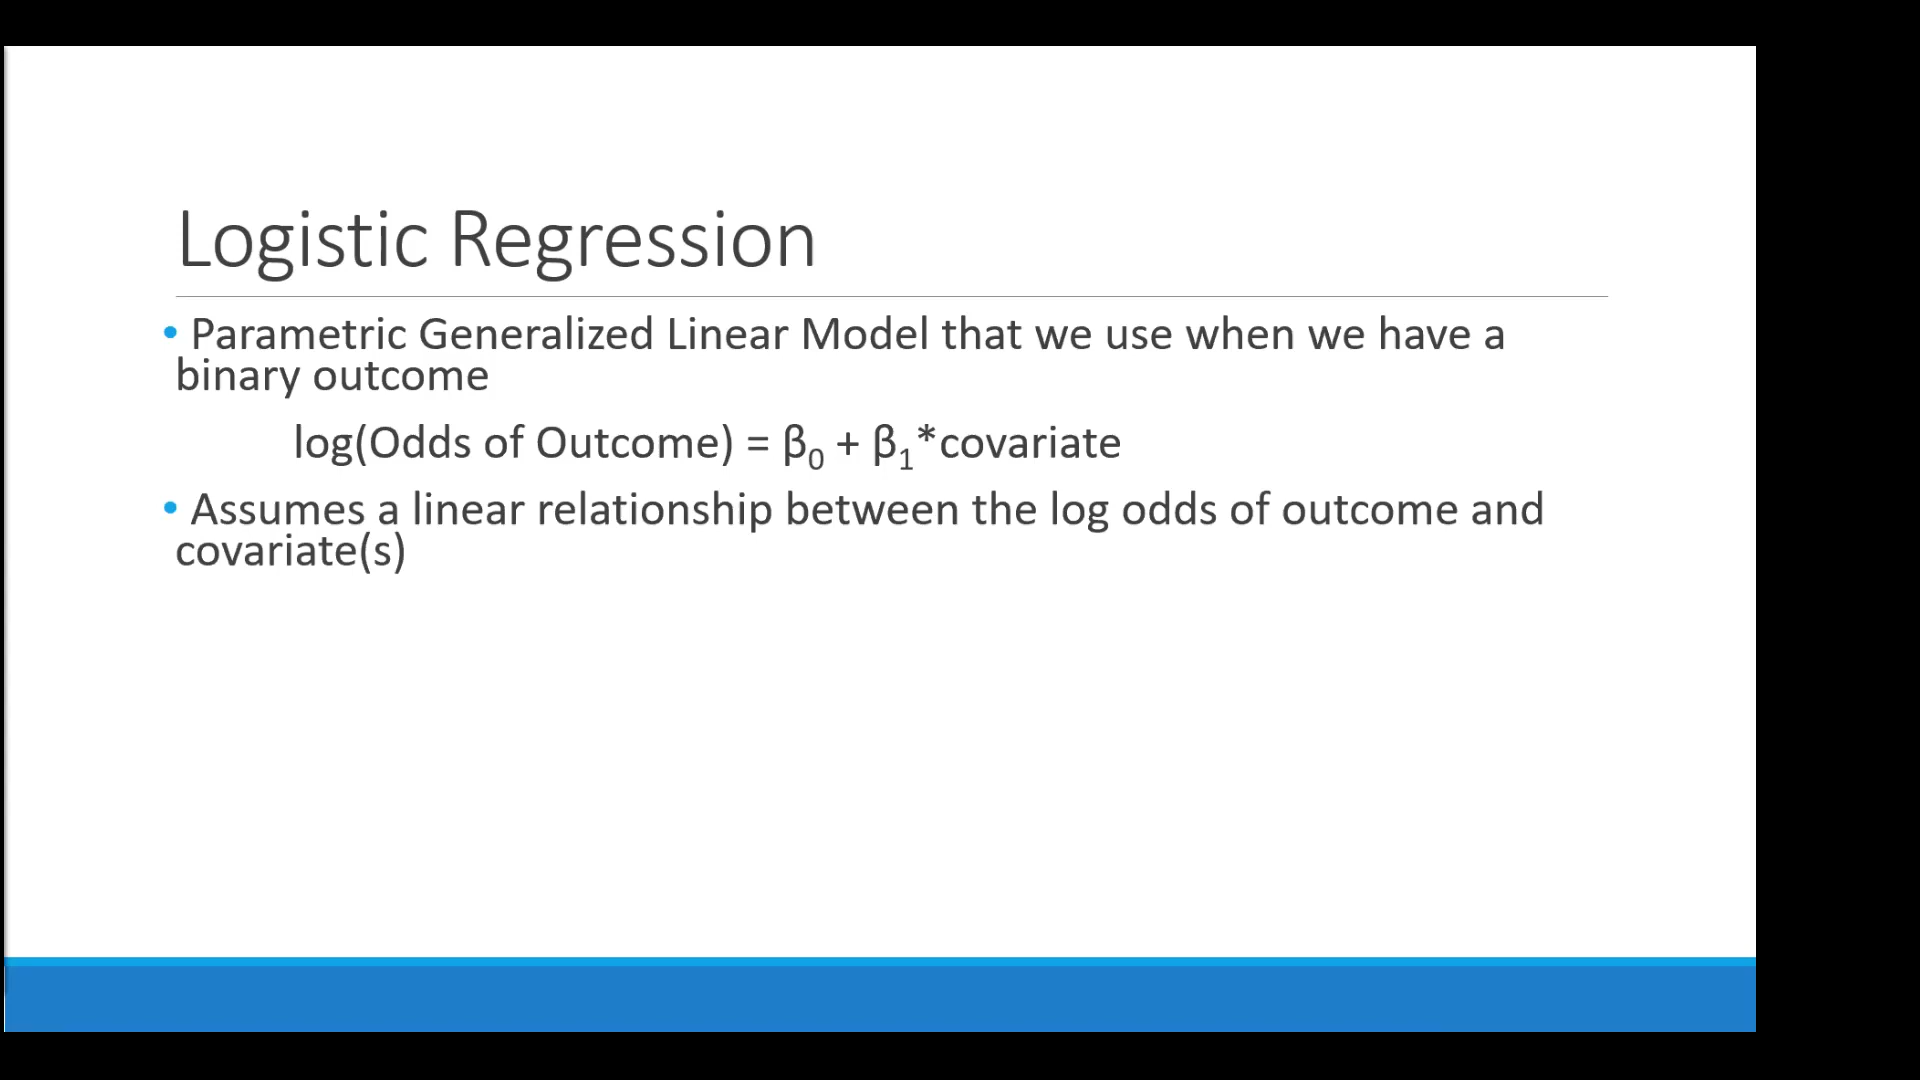 Logistic Regression
• Parametric Generalized Linear Model that we use when we have a
binary outcome
log(Odds of Outcome) = β₀ + β₁*covariate
• Assumes a linear relationship between the log odds of outcome and
covariate(s)